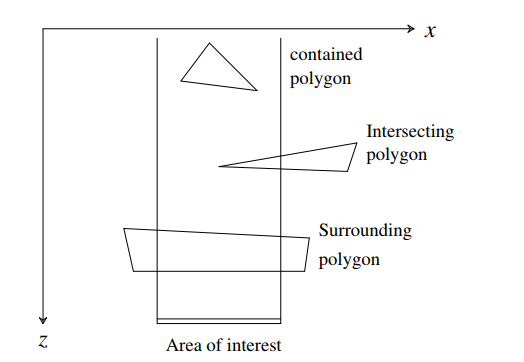 x
contained
polygon
Intersecting
polygon
Surrounding
polygon
z
Area of interest